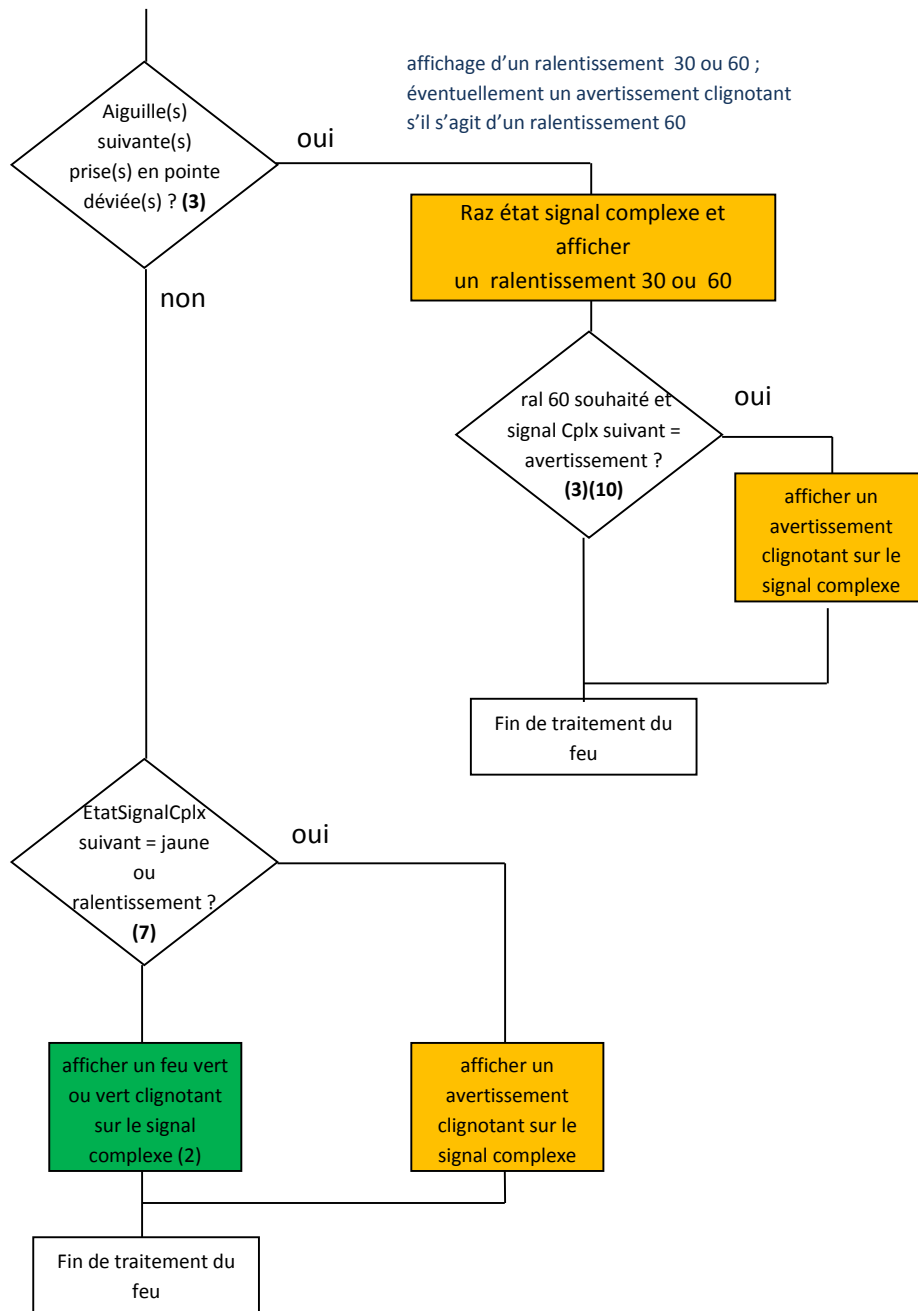 affichage d’un ralentissement 30 ou 60 ;
éventuellement un avertissement clignotant
s’il s’agit d’un ralentissement 60
Aiguille(s)
suivante(s)
prise(s) en pointe
déviée(s) ? (3)
oui
Raz état signal complexe et
afficher
un ralentissement 30 ou 60
non
ral 60 souhaité et
signal Cplx suivant =
avertissement ?
(3)(10)
oui
afficher un
avertissement
clignotant sur le
signal complexe
Fin de traitement du
feu
EtatSignalCplx
suivant = jaune
ou
ralentissement ?
(7)
oui
afficher un feu vert
ou vert clignotant
sur le signal
complexe (2)
afficher un
avertissement
clignotant sur le
signal complexe
Fin de traitement du
feu